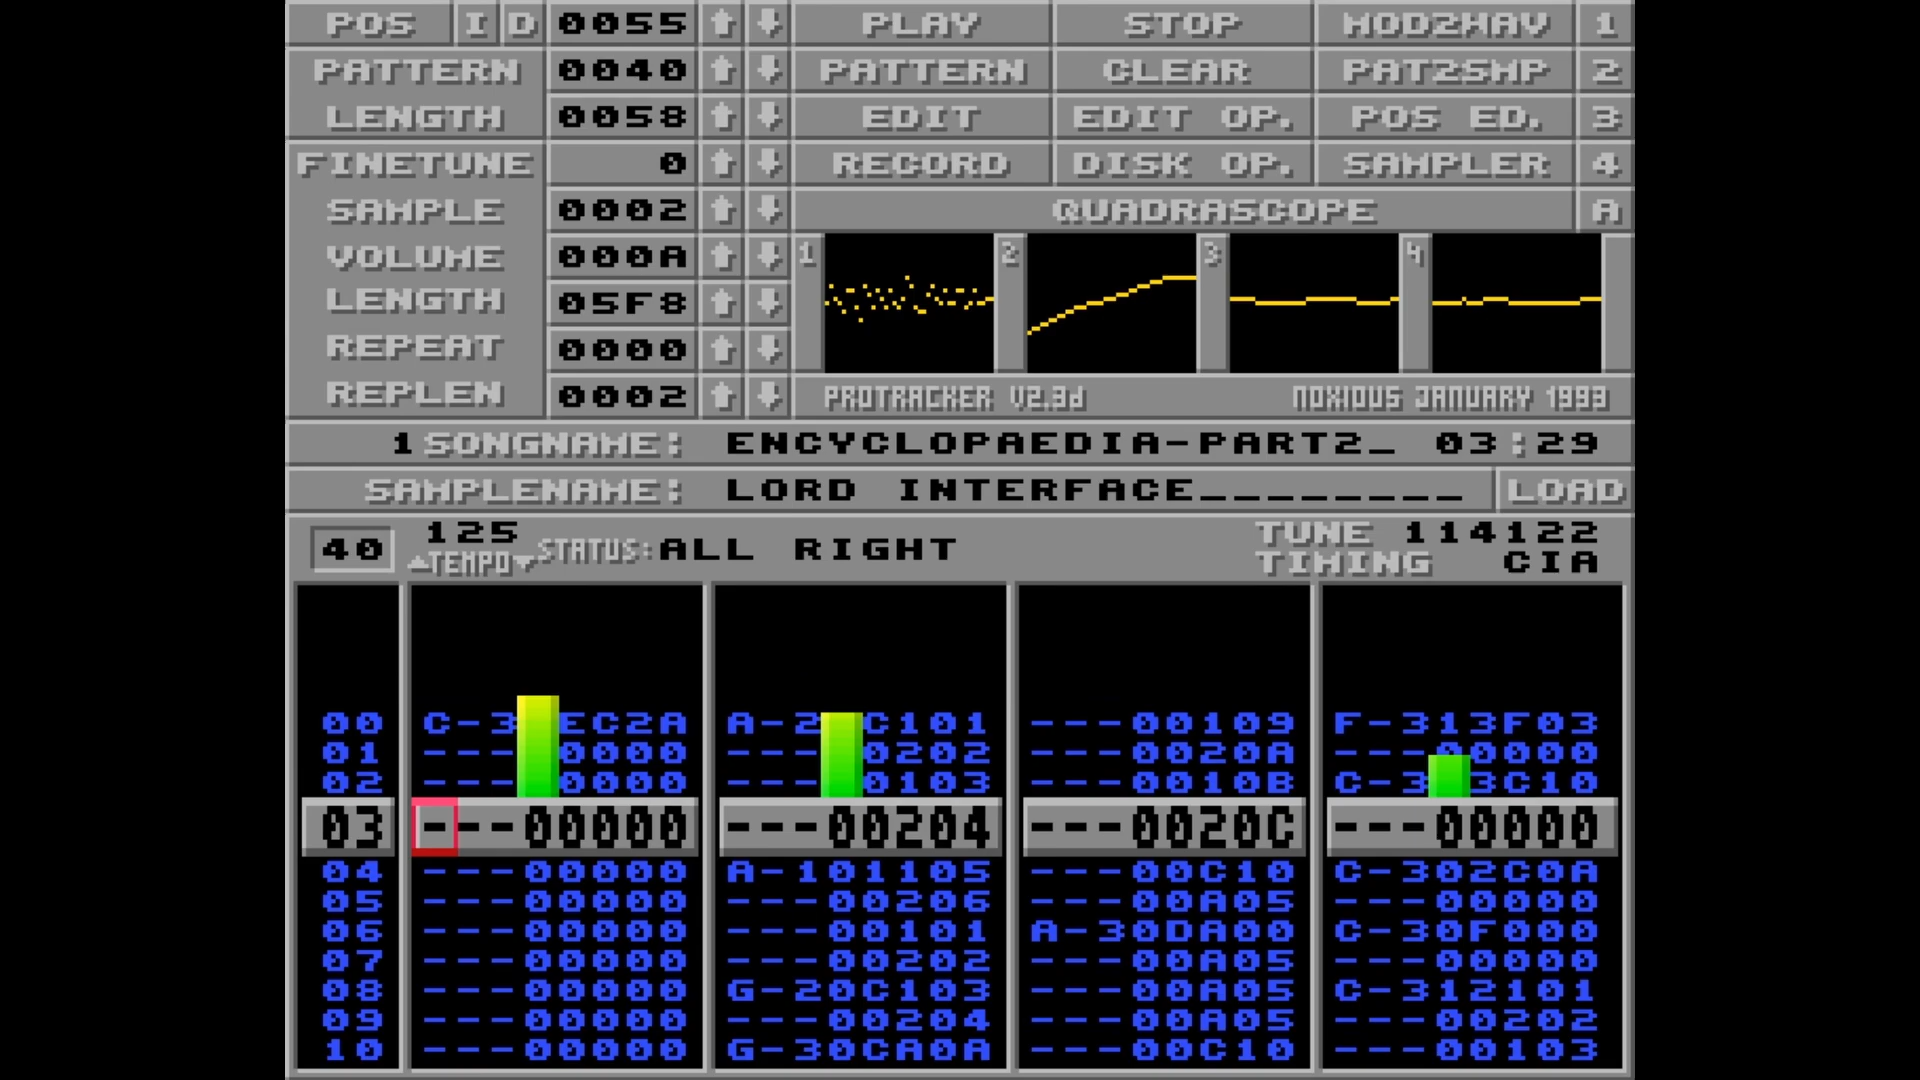 POS I D 0055 PLAY STOP MOD2WAV 1
PATTERN 0040 PATTERN CLEAR PAT2SMP 2
LENGTH 0058 EDIT EDIT OP. POS ED. 3
FINETUNE 0 RECORD DISK OP. SAMPLER 4
SAMPLE 0002 QUADRASCOPE A
VOLUME 000A 1 2 3 4
LENGTH 05F8
REPEAT 0000
REPLEN 0002 PROTRACKER V2.3d NOXIOUS JANUARY 1993
1 SONGNAME: ENCYCLOPAEDIA-PART2_ 03:29
SAMPLENAME: LORD INTERFACE________ LOAD
40 125 TEMPO STATUS: ALL RIGHT TUNE 114122
TIMING CIA
00 C-3 EC2A A-2 C101 ---00109 F-313F03
01 --- 0000 --- 0202 ---0020A ---00000
02 --- 0000 --- 0103 ---0010B C-3 3C10
03 ---00000 ---00204 ---0020C ---00000
04 ---00000 A-101105 ---00C10 C-302C0A
05 ---00000 ---00206 ---00A05 ---00000
06 ---00000 ---00101 A-30DA00 C-30F000
07 ---00000 ---00202 ---00A05 ---00000
08 ---00000 G-20C103 ---00A05 C-312101
09 ---00000 ---00204 ---00A05 ---00202
10 ---00000 G-30CA0A ---00C10 ---00103